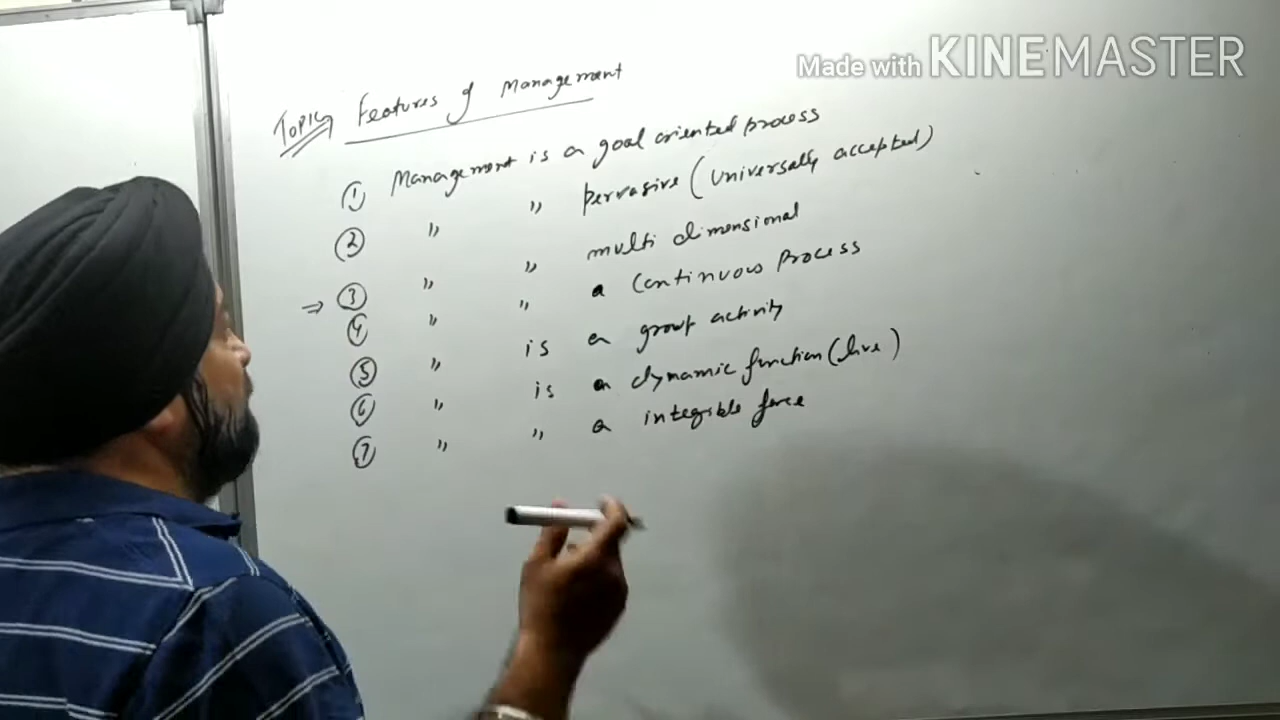 Made with KINEMASTER
Topic Features of Management
① Management is a goal oriented process
② " " Pervasive (Universally accepted)
⇒ ③ " " multi dimensional
④ " " a Continuous Process
⑤ " is a group activity
⑥ " is a dynamic function (live)
⑦ " " a integible force